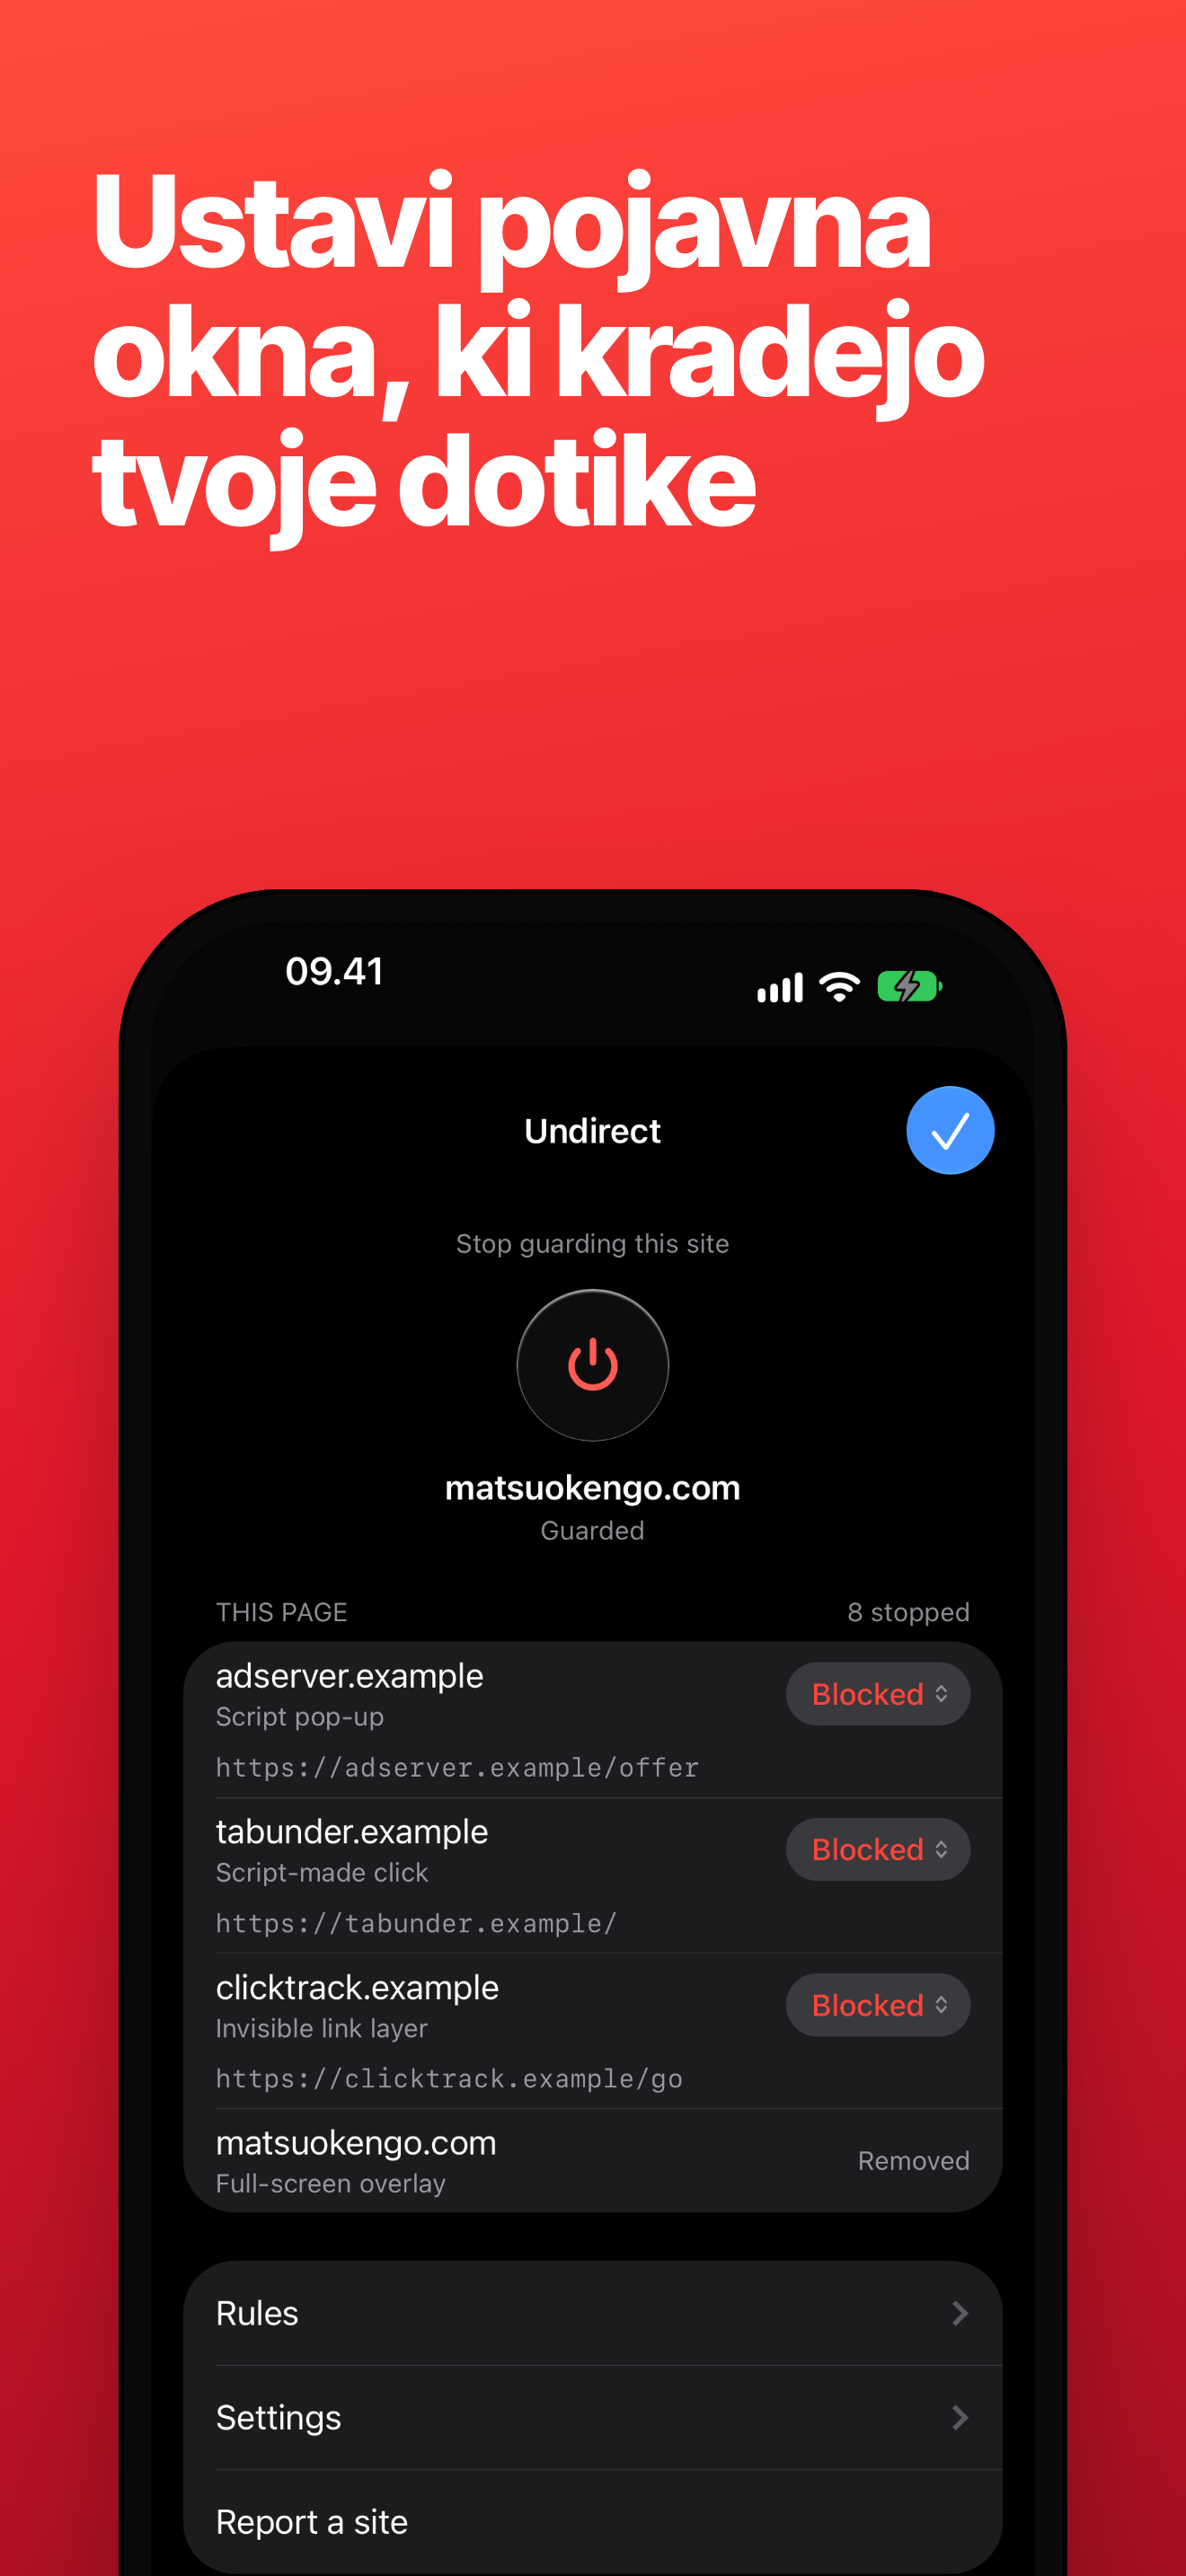 Ustavi pojavna
okna, ki kradejo
tvoje dotike
09.41
Undirect
Stop guarding this site
matsuokengo.com
Guarded
THIS PAGE 8 stopped
adserver.example Blocked
Script pop-up
https://adserver.example/offer
tabunder.example Blocked
Script-made click
https://tabunder.example/
clicktrack.example Blocked
Invisible link layer
https://clicktrack.example/go
matsuokengo.com Removed
Full-screen overlay
Rules
Settings
Report a site